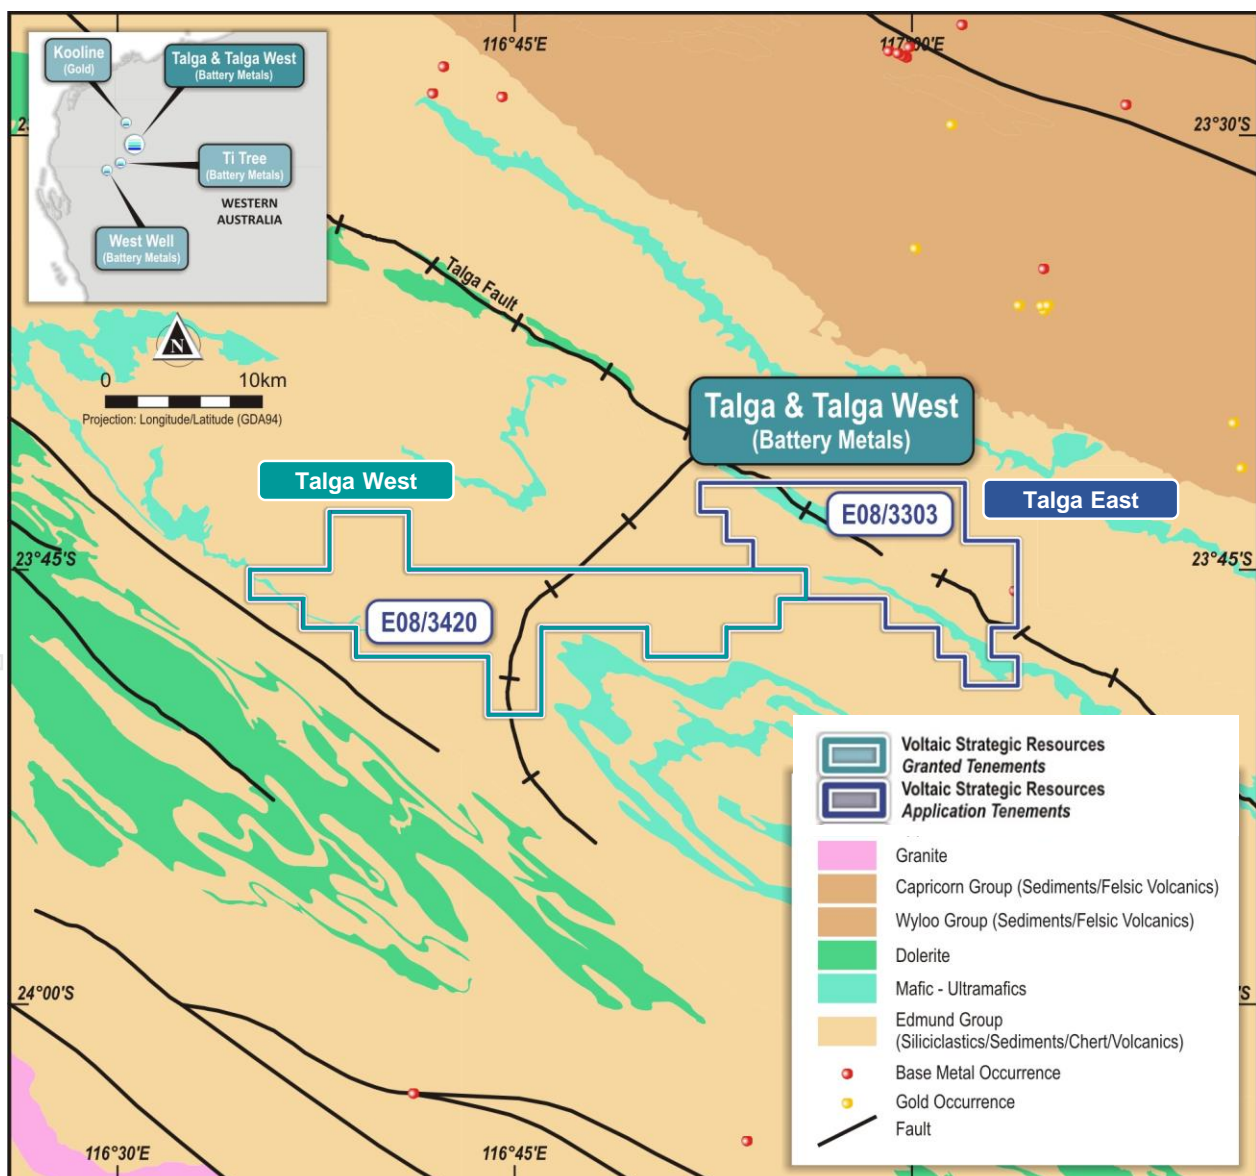 116°45'E
117°00'E
Kooline
(Gold)
Talga & Talga West
(Battery Metals)
Ti Tree
(Battery Metals)
WESTERN
AUSTRALIA
West Well
(Battery Metals)
23°30'S
Talga Fault
N
0 10km
Projection: Longitude/Latitude (GDA94)
Talga & Talga West
(Battery Metals)
Talga West
Talga East
E08/3303
23°45'S
23°45'S
E08/3420
Voltaic Strategic Resources
Granted Tenements
Voltaic Strategic Resources
Application Tenements
Granite
Capricorn Group (Sediments/Felsic Volcanics)
Wyloo Group (Sediments/Felsic Volcanics)
Dolerite
Mafic - Ultramafics
Edmund Group
(Siliciclastics/Sediments/Chert/Volcanics)
Base Metal Occurrence
Gold Occurrence
Fault
24°00'S
116°30'E
116°45'E